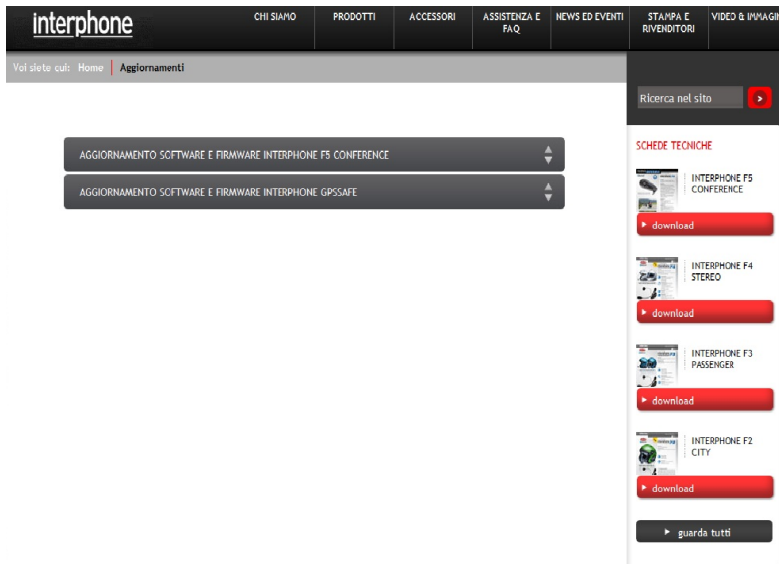 interphone
CHI SIAMO
PRODOTTI
ACCESSORI
ASSISTENZA E
FAQ
NEWS ED EVENTI
STAMPA E
RIVENDITORI
VIDEO & IMMAGIN
Voi siete cui: Home | Aggiornamenti
Ricerca nel sito
AGGIORNAMENTO SOFTWARE E FIRMWARE INTERPHONE F5 CONFERENCE
AGGIORNAMENTO SOFTWARE E FIRMWARE INTERPHONE GPSSAFE
SCHEDE TECNICHE
INTERPHONE F5
CONFERENCE
download
INTERPHONE F4
STEREO
download
INTERPHONE F3
PASSENGER
download
INTERPHONE F2
CITY
download
guarda tutti